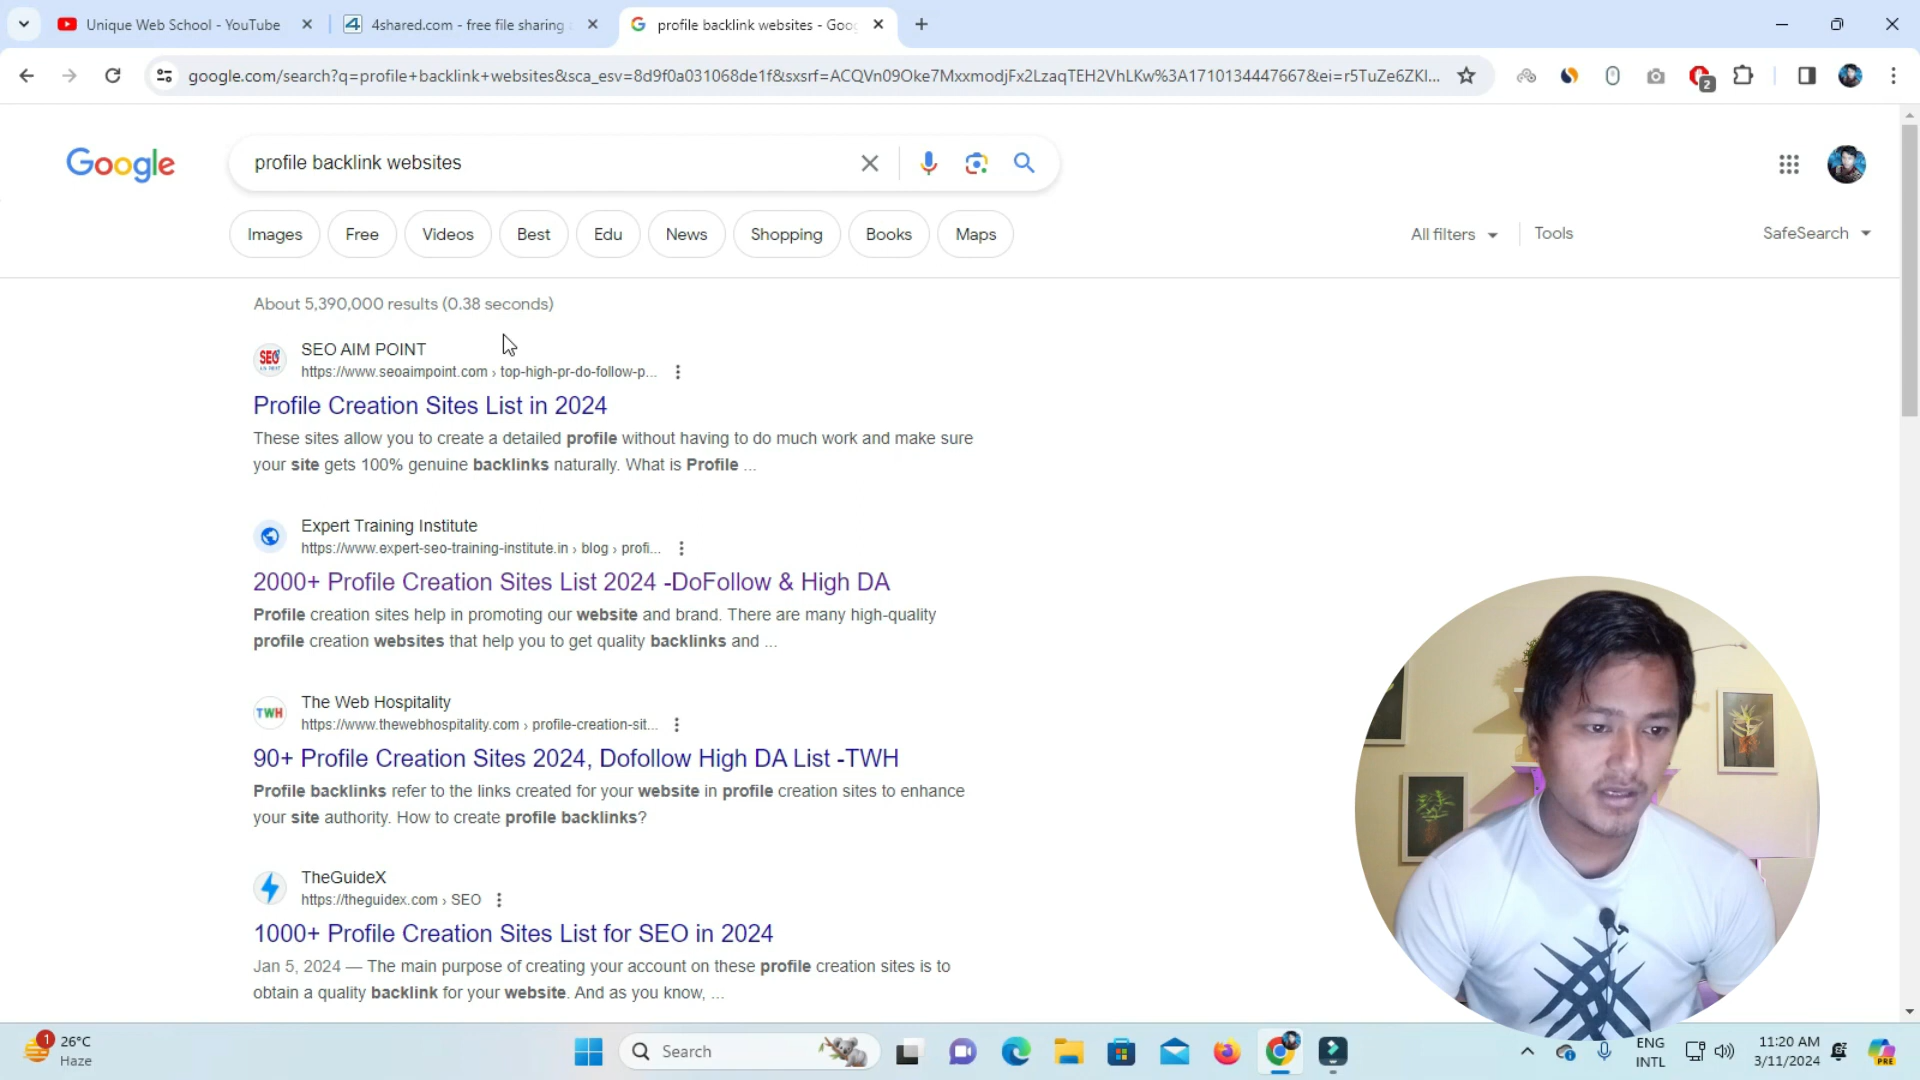 Unique Web School - YouTube
4shared.com - free file sharing
profile backlink websites - Goo
google.com/search?q=profile+backlink+websites&sca_esv=8d9f0a031068de1f&sxsrf=ACQVn09Oke7MxxmodjFx2LzaqTEH2VhLKw%3A1710134447667&ei=r5TuZe6ZKI...
2
Google
profile backlink websites
Images
Free
Videos
Best
Edu
News
Shopping
Books
Maps
All filters
Tools
SafeSearch
About 5,390,000 results (0.38 seconds)
SEO
SEO AIM POINT
https://www.seoaimpoint.com › top-high-pr-do-follow-p...
Profile Creation Sites List in 2024
These sites allow you to create a detailed profile without having to do much work and make sure
your site gets 100% genuine backlinks naturally. What is Profile ...
Expert Training Institute
https://www.expert-seo-training-institute.in › blog › profi...
2000+ Profile Creation Sites List 2024 -DoFollow & High DA
Profile creation sites help in promoting our website and brand. There are many high-quality
profile creation websites that help you to get quality backlinks and ...
TWH
The Web Hospitality
https://www.thewebhospitality.com › profile-creation-sit...
90+ Profile Creation Sites 2024, Dofollow High DA List -TWH
Profile backlinks refer to the links created for your website in profile creation sites to enhance
your site authority. How to create profile backlinks?
TheGuideX
https://theguidex.com › SEO
1000+ Profile Creation Sites List for SEO in 2024
Jan 5, 2024 — The main purpose of creating your account on these profile creation sites is to
obtain a quality backlink for your website. And as you know, ...
1
26°C
Haze
Search
ENG
INTL
11:20 AM
3/11/2024
PRE